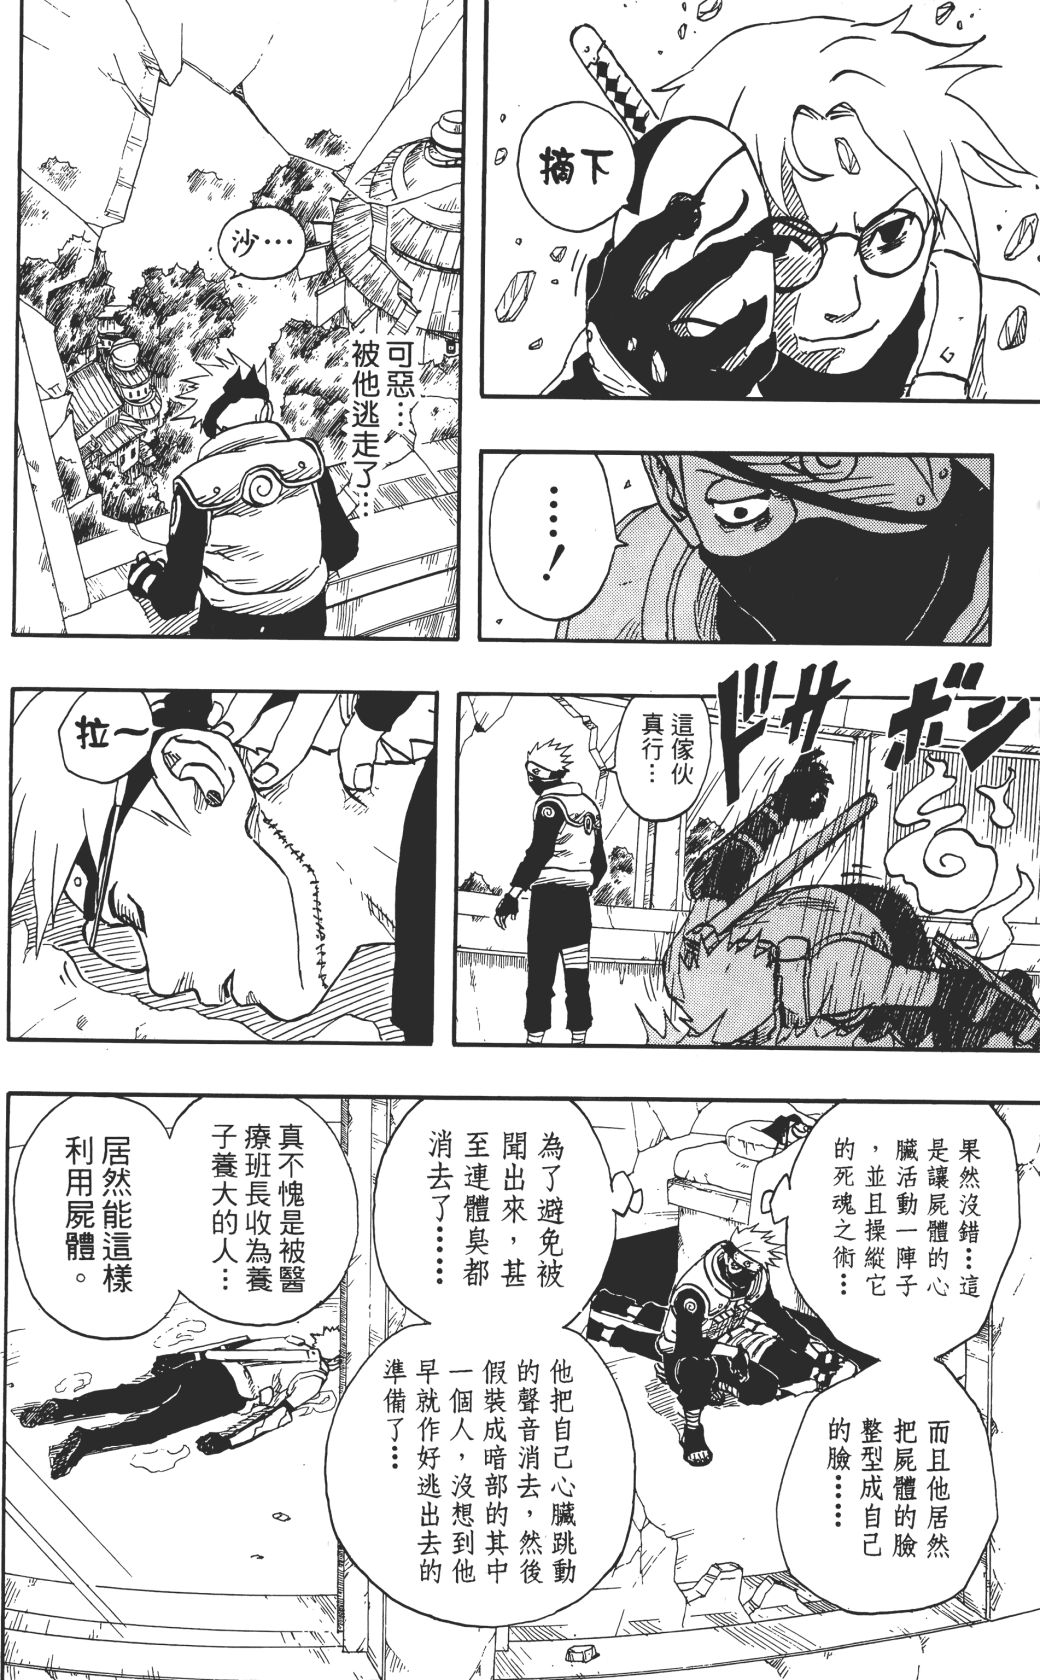 摘下
……！
沙…
可惡…
被他逃走了…
ボン
ドサ
這傢伙
真行…
拉～
果然沒錯…這
是讓屍體的心
臟活動一陣子
，並且操縱它
的死魂之術…
而且他居然
把屍體的臉
整型成自己
的臉……
為了避免被
聞出來，甚
至連體臭都
消去了……
他把自己心臟跳動
的聲音消去，然後
假裝成暗部的其中
一個人，沒想到他
早就作好逃出去的
準備了…
真不愧是被醫
療班長收為養
子養大的人…
居然能這樣
利用屍體。